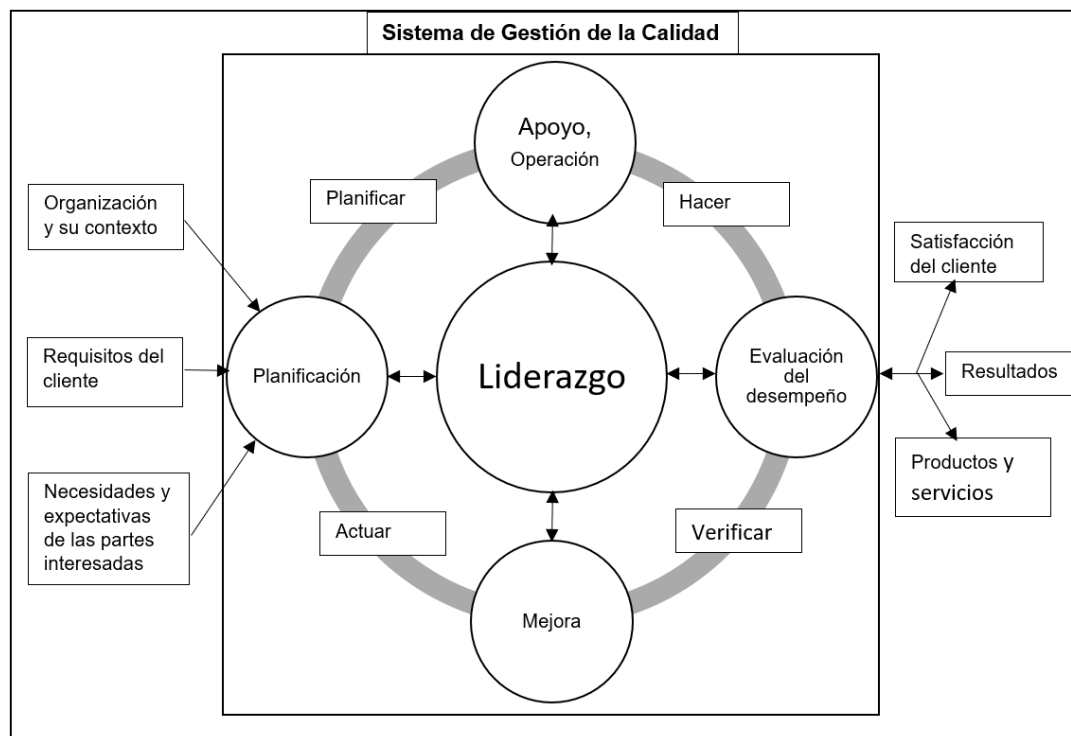 Sistema de Gestión de la Calidad
Apoyo,
Operación
Planificar
Hacer
Organización
y su contexto
Satisfacción
del cliente
Requisitos del
cliente
Planificación
Liderazgo
Evaluación
del
desempeño
Resultados
Necesidades y
expectativas
de las partes
interesadas
Actuar
Verificar
Productos y
servicios
Mejora